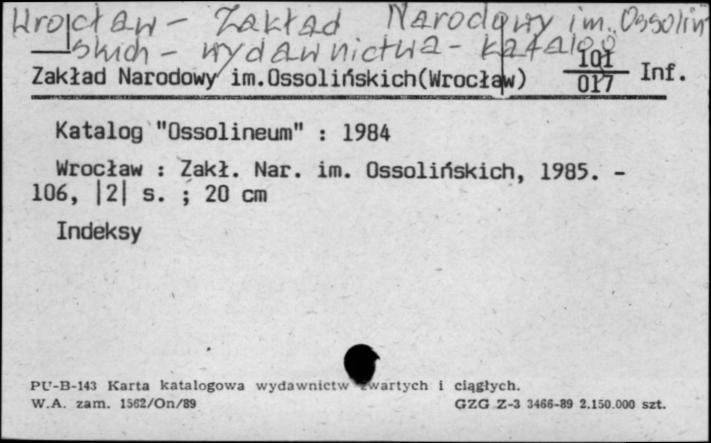 Wrocław - Zakład Narodowy im. Ossolin
skich - wydawnictwa - katalog
101
Zakład Narodowy im.Ossolińskich(Wrocław) 017 Inf.
Katalog "Ossolineum" : 1984
Wrocław : Zakł. Nar. im. Ossolińskich, 1985. -
106, |2| s. ; 20 cm
Indeksy
PU-B-143 Karta katalogowa wydawnictw zwartych i ciągłych.
W.A. zam. 1562/On/89 GZG Z-3 3466-89 2.150.000 szt.